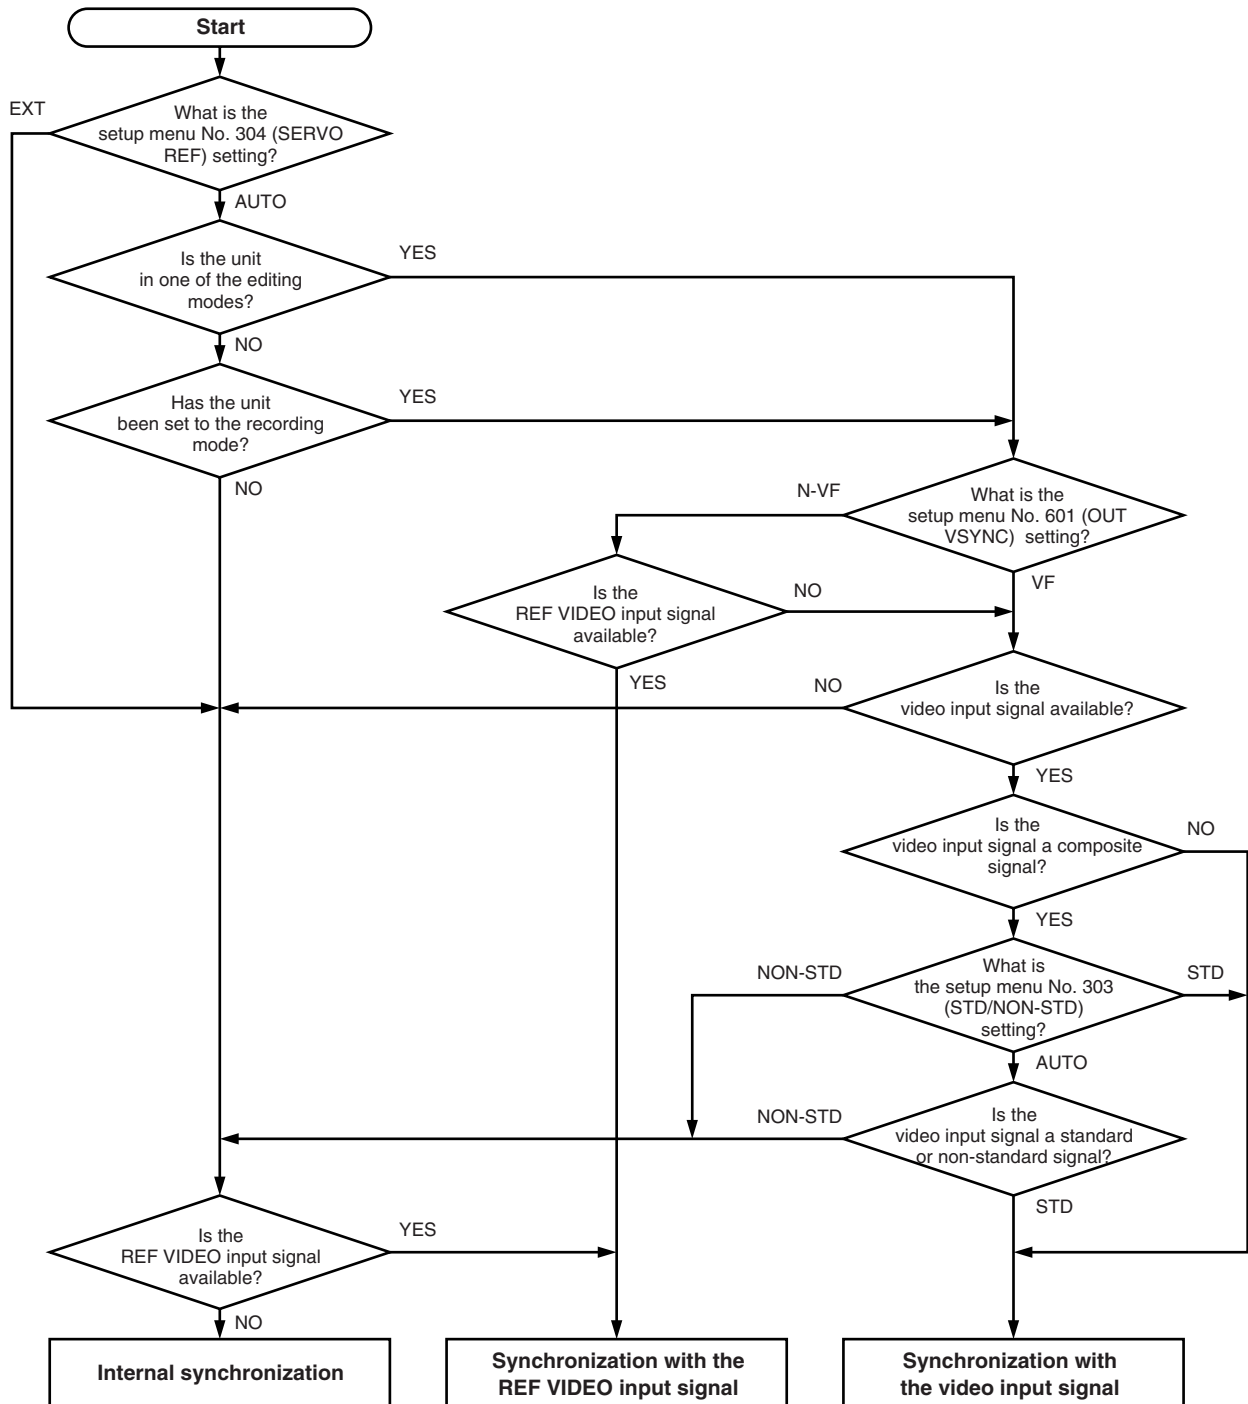 Start
EXT
What is the
setup menu No. 304 (SERVO
REF) setting?
AUTO
Is the unit
in one of the editing
modes?
YES
NO
Has the unit
been set to the recording
mode?
YES
NO
N-VF
What is the
setup menu No. 601 (OUT
VSYNC) setting?
VF
Is the
REF VIDEO input signal
available?
NO
YES
NO
Is the
video input signal available?
YES
Is the
video input signal a composite
signal?
NO
YES
NON-STD
What is
the setup menu No. 303
(STD/NON-STD)
setting?
STD
AUTO
NON-STD
Is the
video input signal a standard
or non-standard signal?
STD
Is the
REF VIDEO input signal
available?
YES
NO
Internal synchronization
Synchronization with the
REF VIDEO input signal
Synchronization with
the video input signal